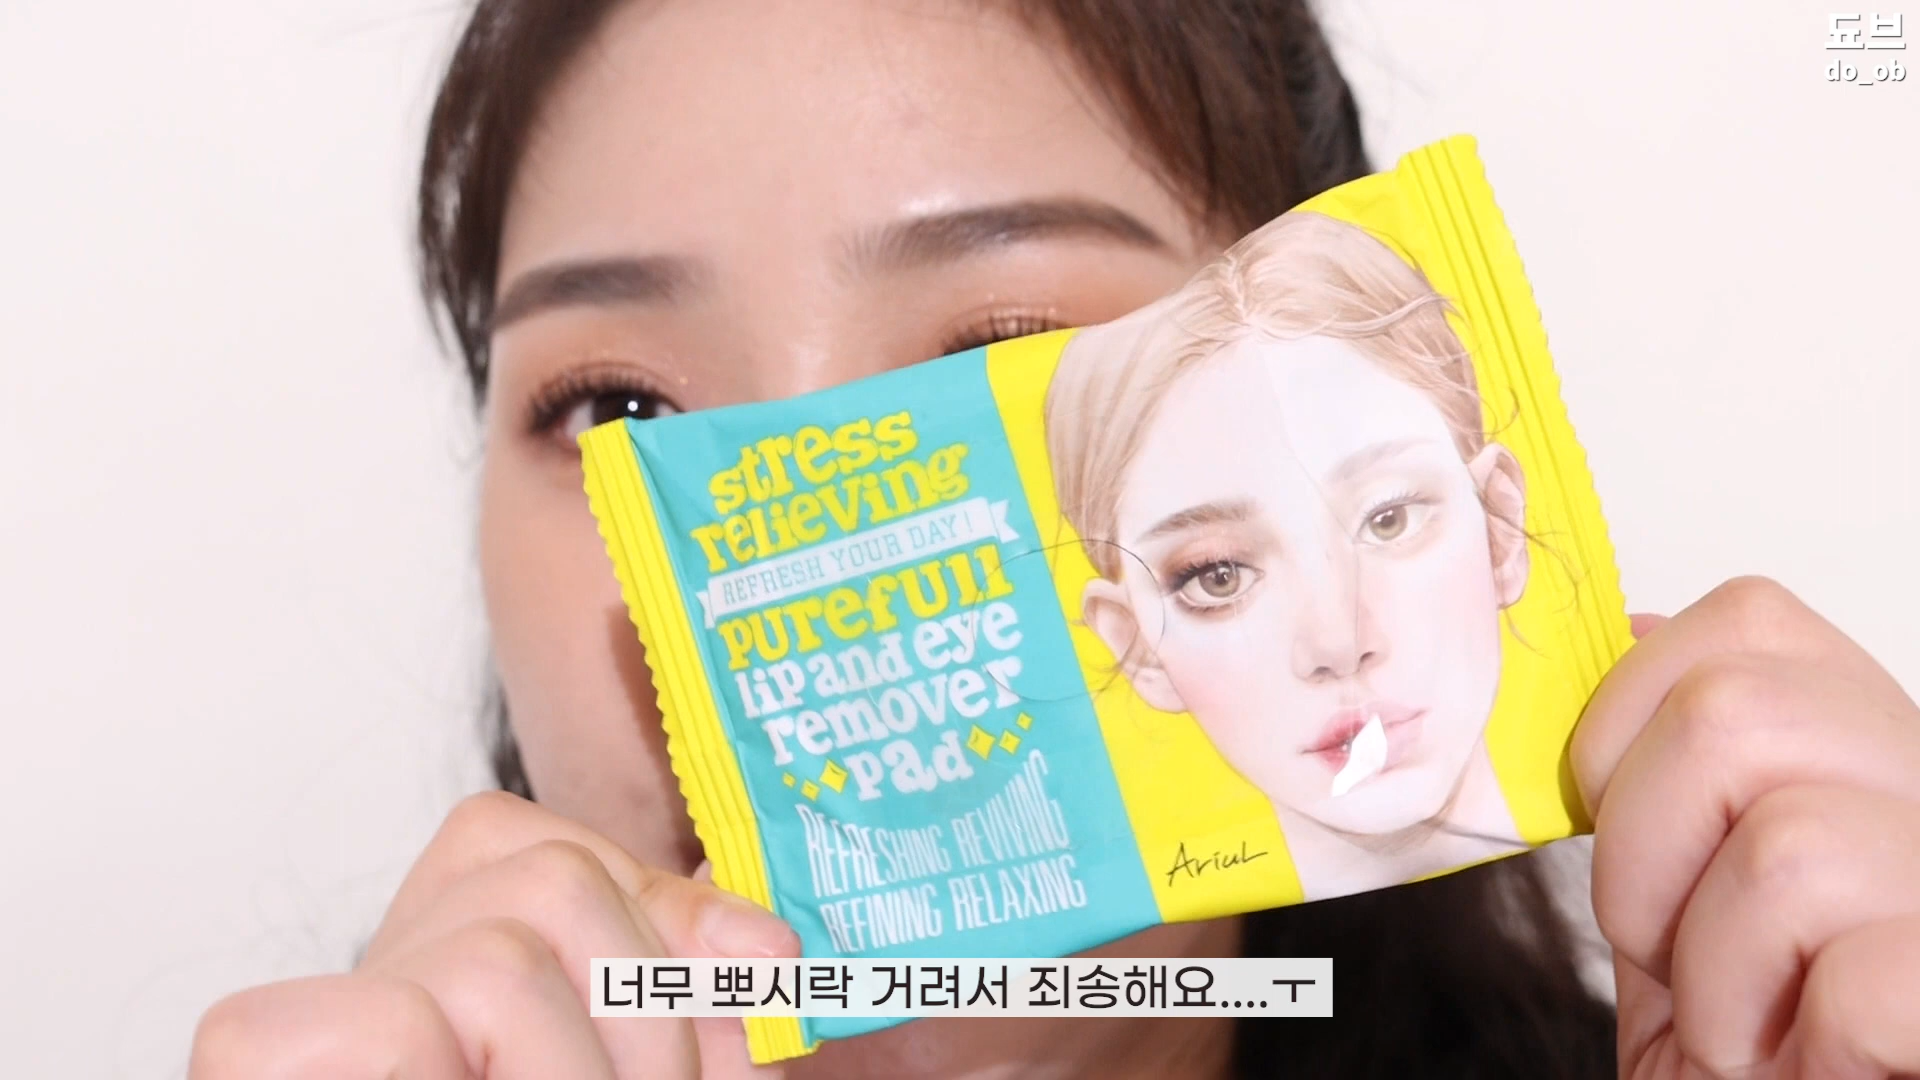 됴브
do_ob
stress
relieving
REFRESH YOUR DAY!
purefull
lip and eye
remover
pad
REFRESHING REVIVING
REFINING RELAXING
Ariul
너무 뽀시락 거려서 죄송해요....ㅜ